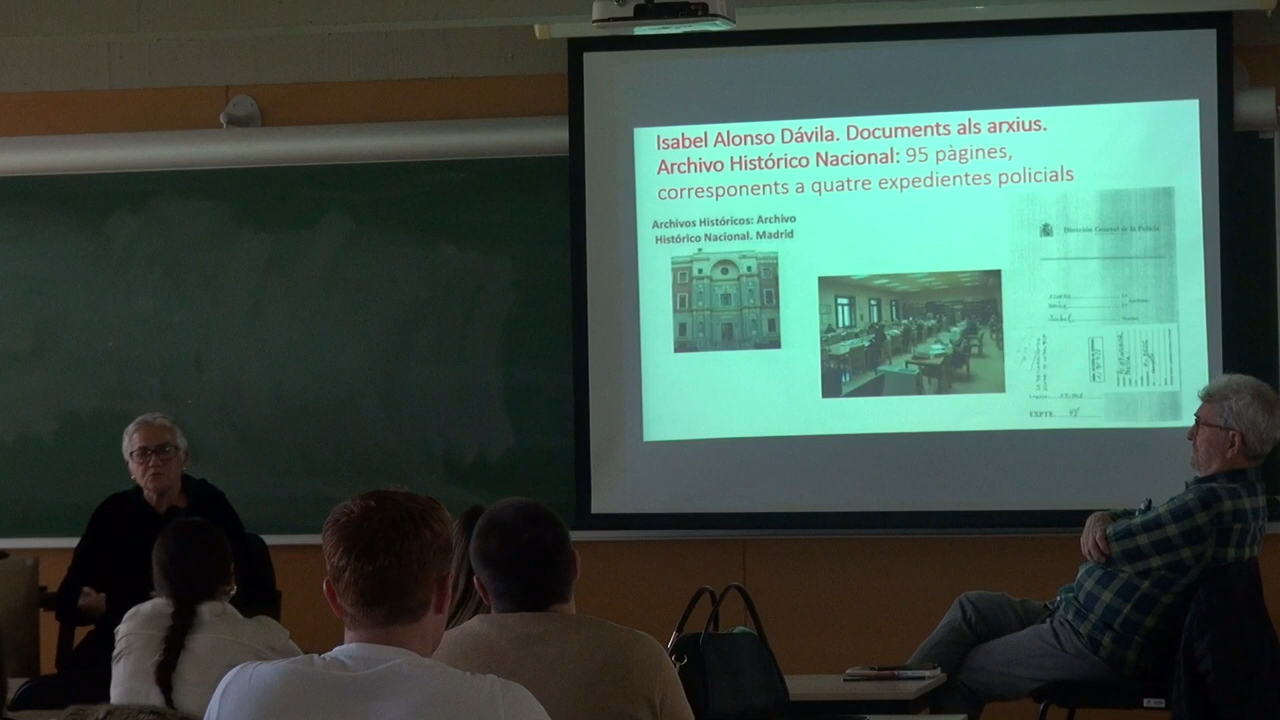 Isabel Alonso Dávila. Documents als arxius.
Archivo Histórico Nacional: 95 pàgines,
corresponents a quatre expedientes policials
Archivos Históricos: Archivo
Histórico Nacional. Madrid
Dirección General de la Policía
Isabel
EXPTE.